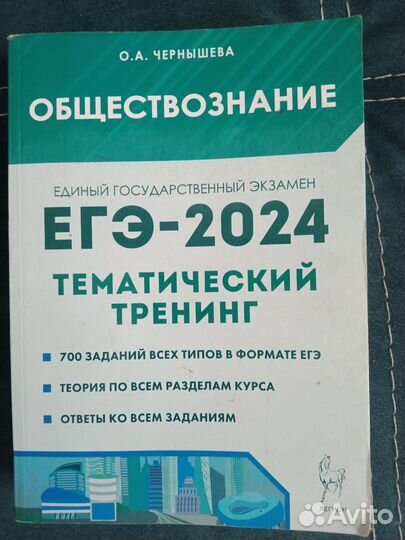 О.А. ЧЕРНЫШЕВА
ОБЩЕСТВОЗНАНИЕ
ЕДИНЫЙ ГОСУДАРСТВЕННЫЙ ЭКЗАМЕН
ЕГЭ-2024
ТЕМАТИЧЕСКИЙ
ТРЕНИНГ
700 ЗАДАНИЙ ВСЕХ ТИПОВ В ФОРМАТЕ ЕГЭ
ТЕОРИЯ ПО ВСЕМ РАЗДЕЛАМ КУРСА
ОТВЕТЫ КО ВСЕМ ЗАДАНИЯМ
ЛЕГИОН
Avito